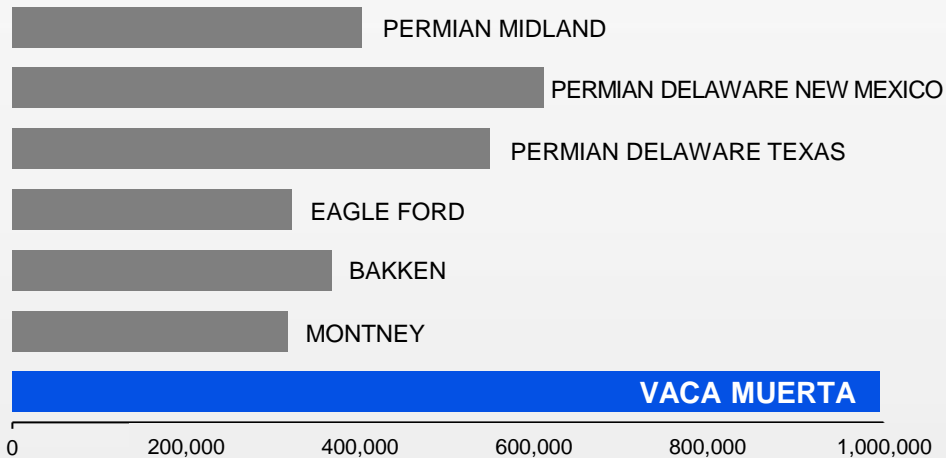 PERMIAN MIDLAND
PERMIAN DELAWARE NEW MEXICO
PERMIAN DELAWARE TEXAS
EAGLE FORD
BAKKEN
MONTNEY
VACA MUERTA
0 200,000 400,000 600,000 800,000 1,000,000